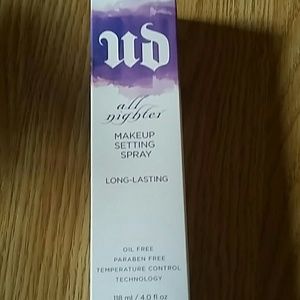 ud
all
nighter
MAKEUP
SETTING
SPRAY
LONG-LASTING
OIL FREE
PARABEN FREE
TEMPERATURE CONTROL
TECHNOLOGY
118 ml / 4.0 fl oz